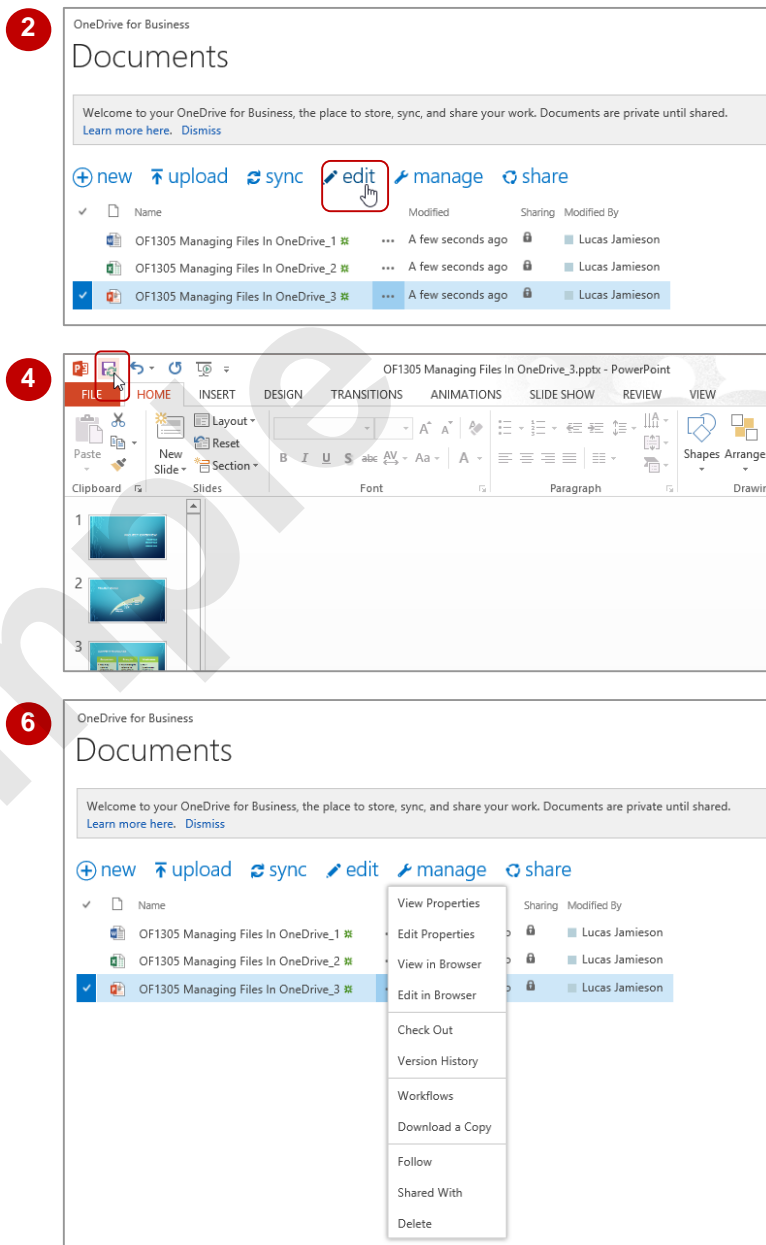 2
OneDrive for Business
Documents
Welcome to your OneDrive for Business, the place to store, sync, and share your work. Documents are private until shared.
Learn more here. Dismiss
new upload sync edit manage share
Name Modified Sharing Modified By
OF1305 Managing Files In OneDrive_1 ... A few seconds ago Lucas Jamieson
OF1305 Managing Files In OneDrive_2 ... A few seconds ago Lucas Jamieson
OF1305 Managing Files In OneDrive_3 ... A few seconds ago Lucas Jamieson
4
OF1305 Managing Files In OneDrive_3.pptx - PowerPoint
FILE HOME INSERT DESIGN TRANSITIONS ANIMATIONS SLIDE SHOW REVIEW VIEW
Paste New Slide Layout Reset Section B I U S abc AV Aa A Shapes Arrange
Clipboard Slides Font Paragraph Drawin
1
2
3
6
OneDrive for Business
Documents
Welcome to your OneDrive for Business, the place to store, sync, and share your work. Documents are private until shared.
Learn more here. Dismiss
new upload sync edit manage share
Name Sharing Modified By
OF1305 Managing Files In OneDrive_1 Lucas Jamieson
OF1305 Managing Files In OneDrive_2 Lucas Jamieson
OF1305 Managing Files In OneDrive_3 Lucas Jamieson
View Properties
Edit Properties
View in Browser
Edit in Browser
Check Out
Version History
Workflows
Download a Copy
Follow
Shared With
Delete